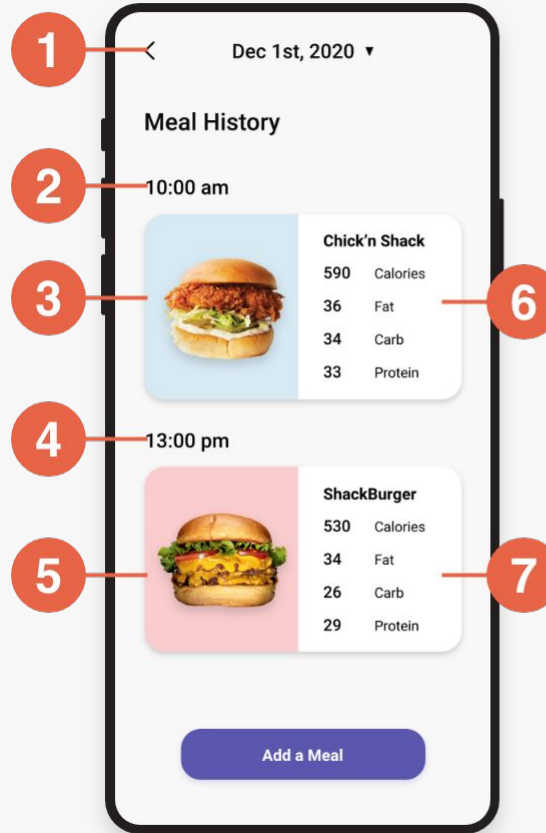 1
Dec 1st, 2020 ▼
Meal History
2
10:00 am
3
Chick’n Shack
590 Calories
36 Fat
34 Carb
33 Protein
6
4
13:00 pm
5
ShackBurger
530 Calories
34 Fat
26 Carb
29 Protein
7
Add a Meal